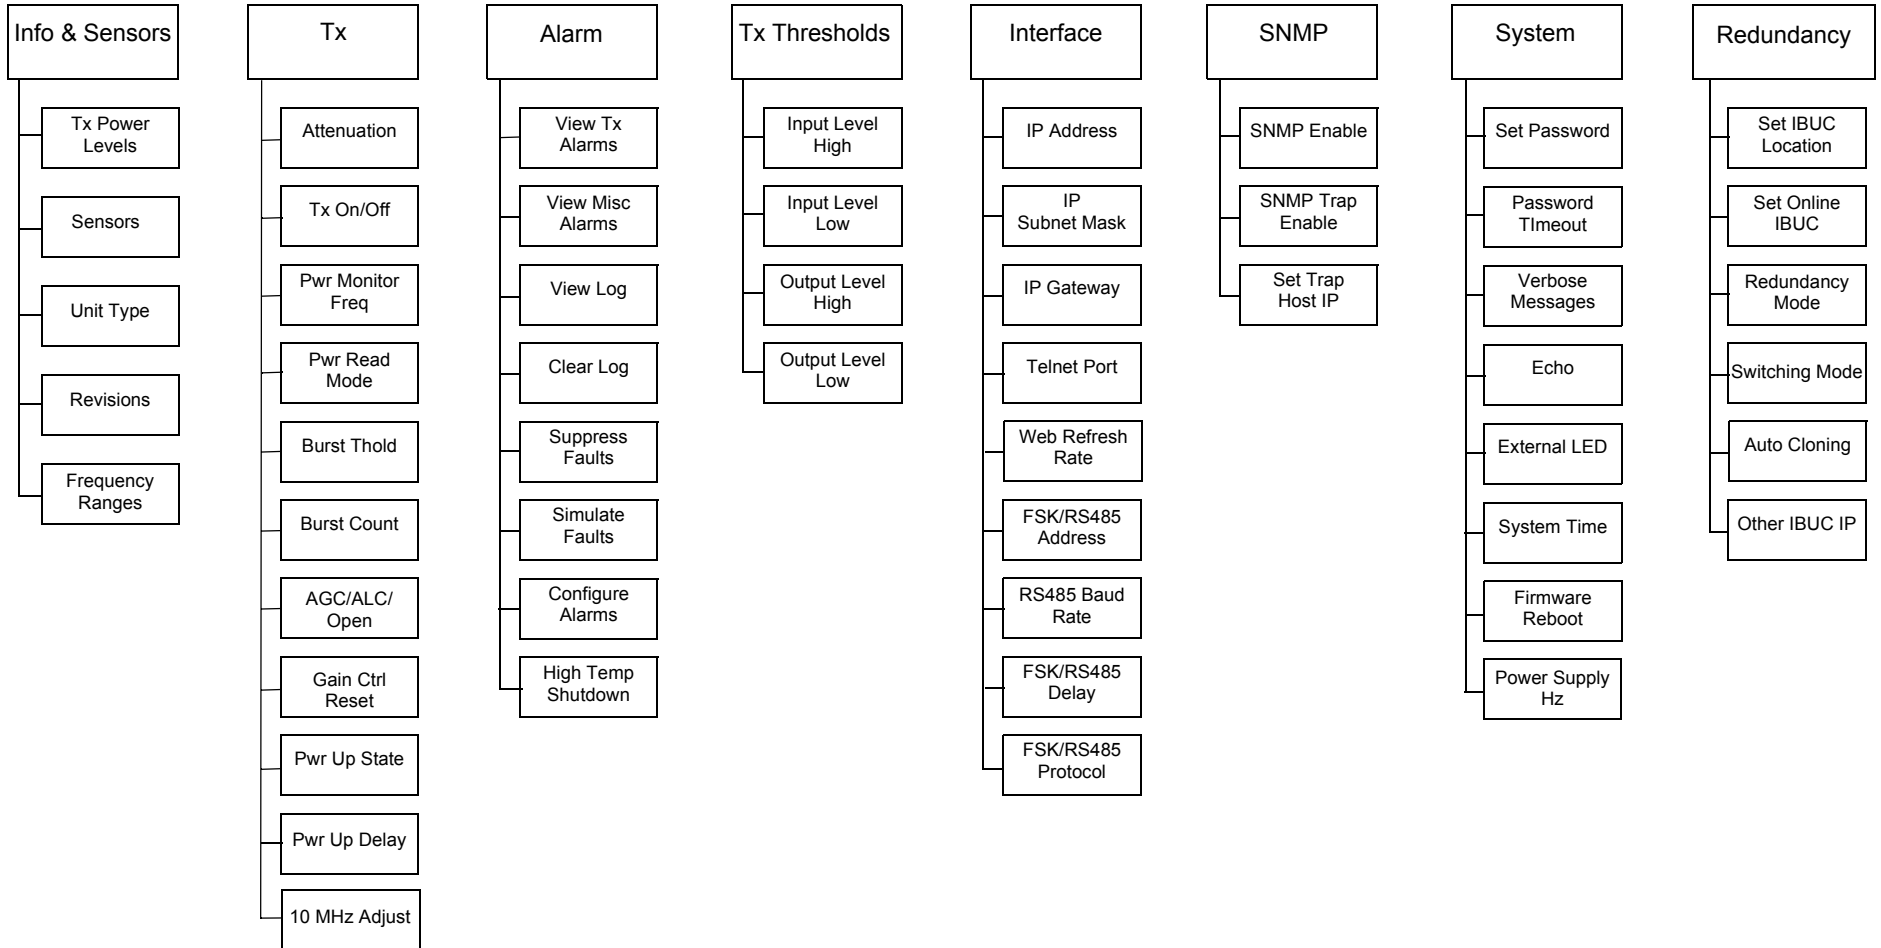 Info & Sensors
Tx Power
Levels
Sensors
Unit Type
Revisions
Frequency
Ranges
Tx
Attenuation
Tx On/Off
Pwr Monitor
Freq
Pwr Read
Mode
Burst Thold
Burst Count
AGC/ALC/
Open
Gain Ctrl
Reset
Pwr Up State
Pwr Up Delay
10 MHz Adjust
Alarm
View Tx
Alarms
View Misc
Alarms
View Log
Clear Log
Suppress
Faults
Simulate
Faults
Configure
Alarms
High Temp
Shutdown
Tx Thresholds
Input Level
High
Input Level
Low
Output Level
High
Output Level
Low
Interface
IP Address
IP
Subnet Mask
IP Gateway
Telnet Port
Web Refresh
Rate
FSK/RS485
Address
RS485 Baud
Rate
FSK/RS485
Delay
FSK/RS485
Protocol
SNMP
SNMP Enable
SNMP Trap
Enable
Set Trap
Host IP
System
Set Password
Password
TImeout
Verbose
Messages
Echo
External LED
System Time
Firmware
Reboot
Power Supply
Hz
Redundancy
Set IBUC
Location
Set Online
IBUC
Redundancy
Mode
Switching Mode
Auto Cloning
Other IBUC IP